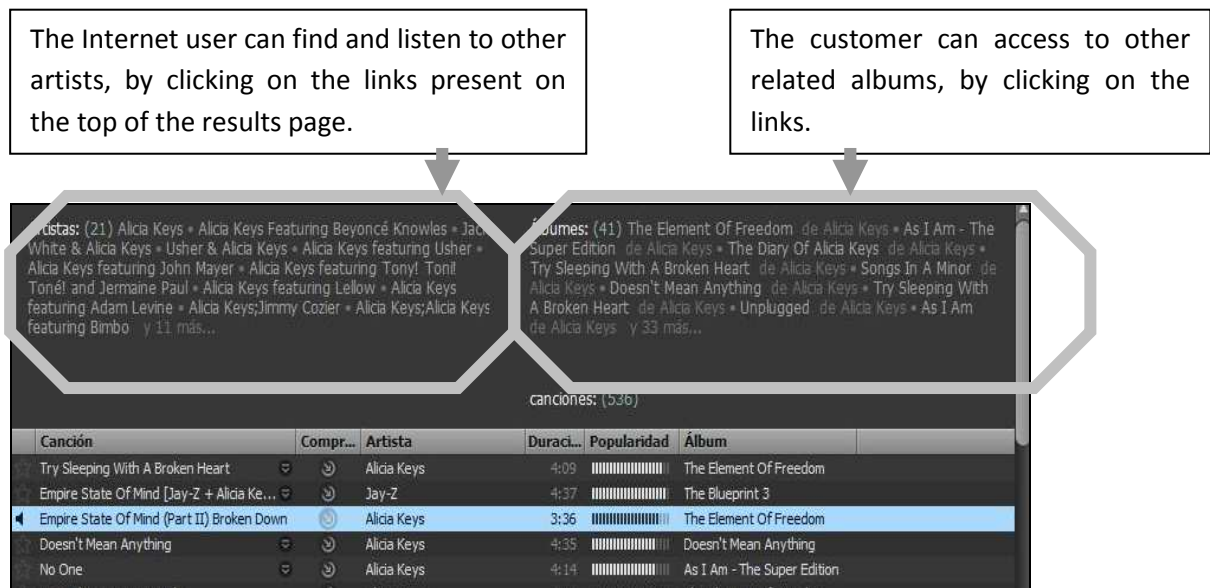 The Internet user can find and listen to other
artists, by clicking on the links present on
the top of the results page.
The customer can access to other
related albums, by clicking on the
links.
Artistas: (21) Alicia Keys • Alicia Keys Featuring Beyoncé Knowles • Jack
White & Alicia Keys • Usher & Alicia Keys • Alicia Keys featuring Usher •
Alicia Keys featuring John Mayer • Alicia Keys featuring Tony! Toni!
Toné! and Jermaine Paul • Alicia Keys featuring Lellow • Alicia Keys
featuring Adam Levine • Alicia Keys;Jimmy Cozier • Alicia Keys;Alicia Keys
featuring Bimbo y 11 más...
Álbumes: (41) The Element Of Freedom de Alicia Keys • As I Am - The
Super Edition de Alicia Keys • The Diary Of Alicia Keys de Alicia Keys •
Try Sleeping With A Broken Heart de Alicia Keys • Songs In A Minor de
Alicia Keys • Doesn't Mean Anything de Alicia Keys • Try Sleeping With
A Broken Heart de Alicia Keys • Unplugged de Alicia Keys • As I Am
de Alicia Keys y 33 más...
canciones: (536)
Canción Compr... Artista Duraci... Popularidad Álbum
Try Sleeping With A Broken Heart Alicia Keys 4:09 The Element Of Freedom
Empire State Of Mind [Jay-Z + Alicia Ke... Jay-Z 4:37 The Blueprint 3
Empire State Of Mind (Part II) Broken Down Alicia Keys 3:36 The Element Of Freedom
Doesn't Mean Anything Alicia Keys 4:35 Doesn't Mean Anything
No One Alicia Keys 4:14 As I Am - The Super Edition